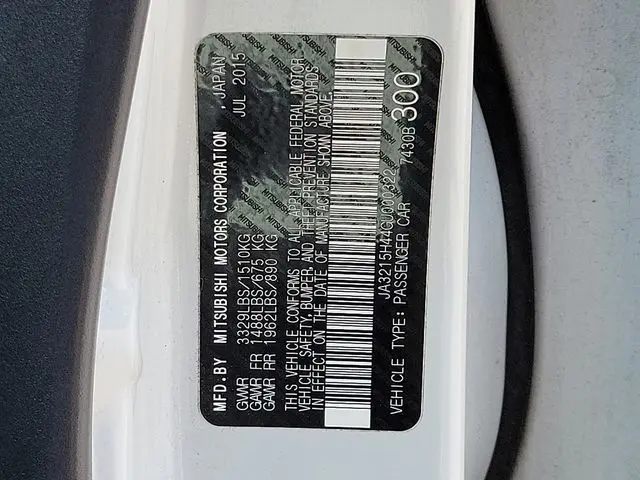 MFD.BY MITSUBISHI MOTORS CORPORATION JAPAN
JUL 2015
GVWR 3329LBS/1510KG
GAWR FR 1488LBS/675 KG
GAWR RR 1962LBS/890 KG
THIS VEHICLE CONFORMS TO ALL APPLICABLE FEDERAL MOTOR
VEHICLE SAFETY,BUMPER,AND THEFT PREVENTION STANDARDS
IN EFFECT ON THE DATE OF MANUFACTURE SHOWN ABOVE.
VEHICLE TYPE: PASSENGER CAR 7430B 300